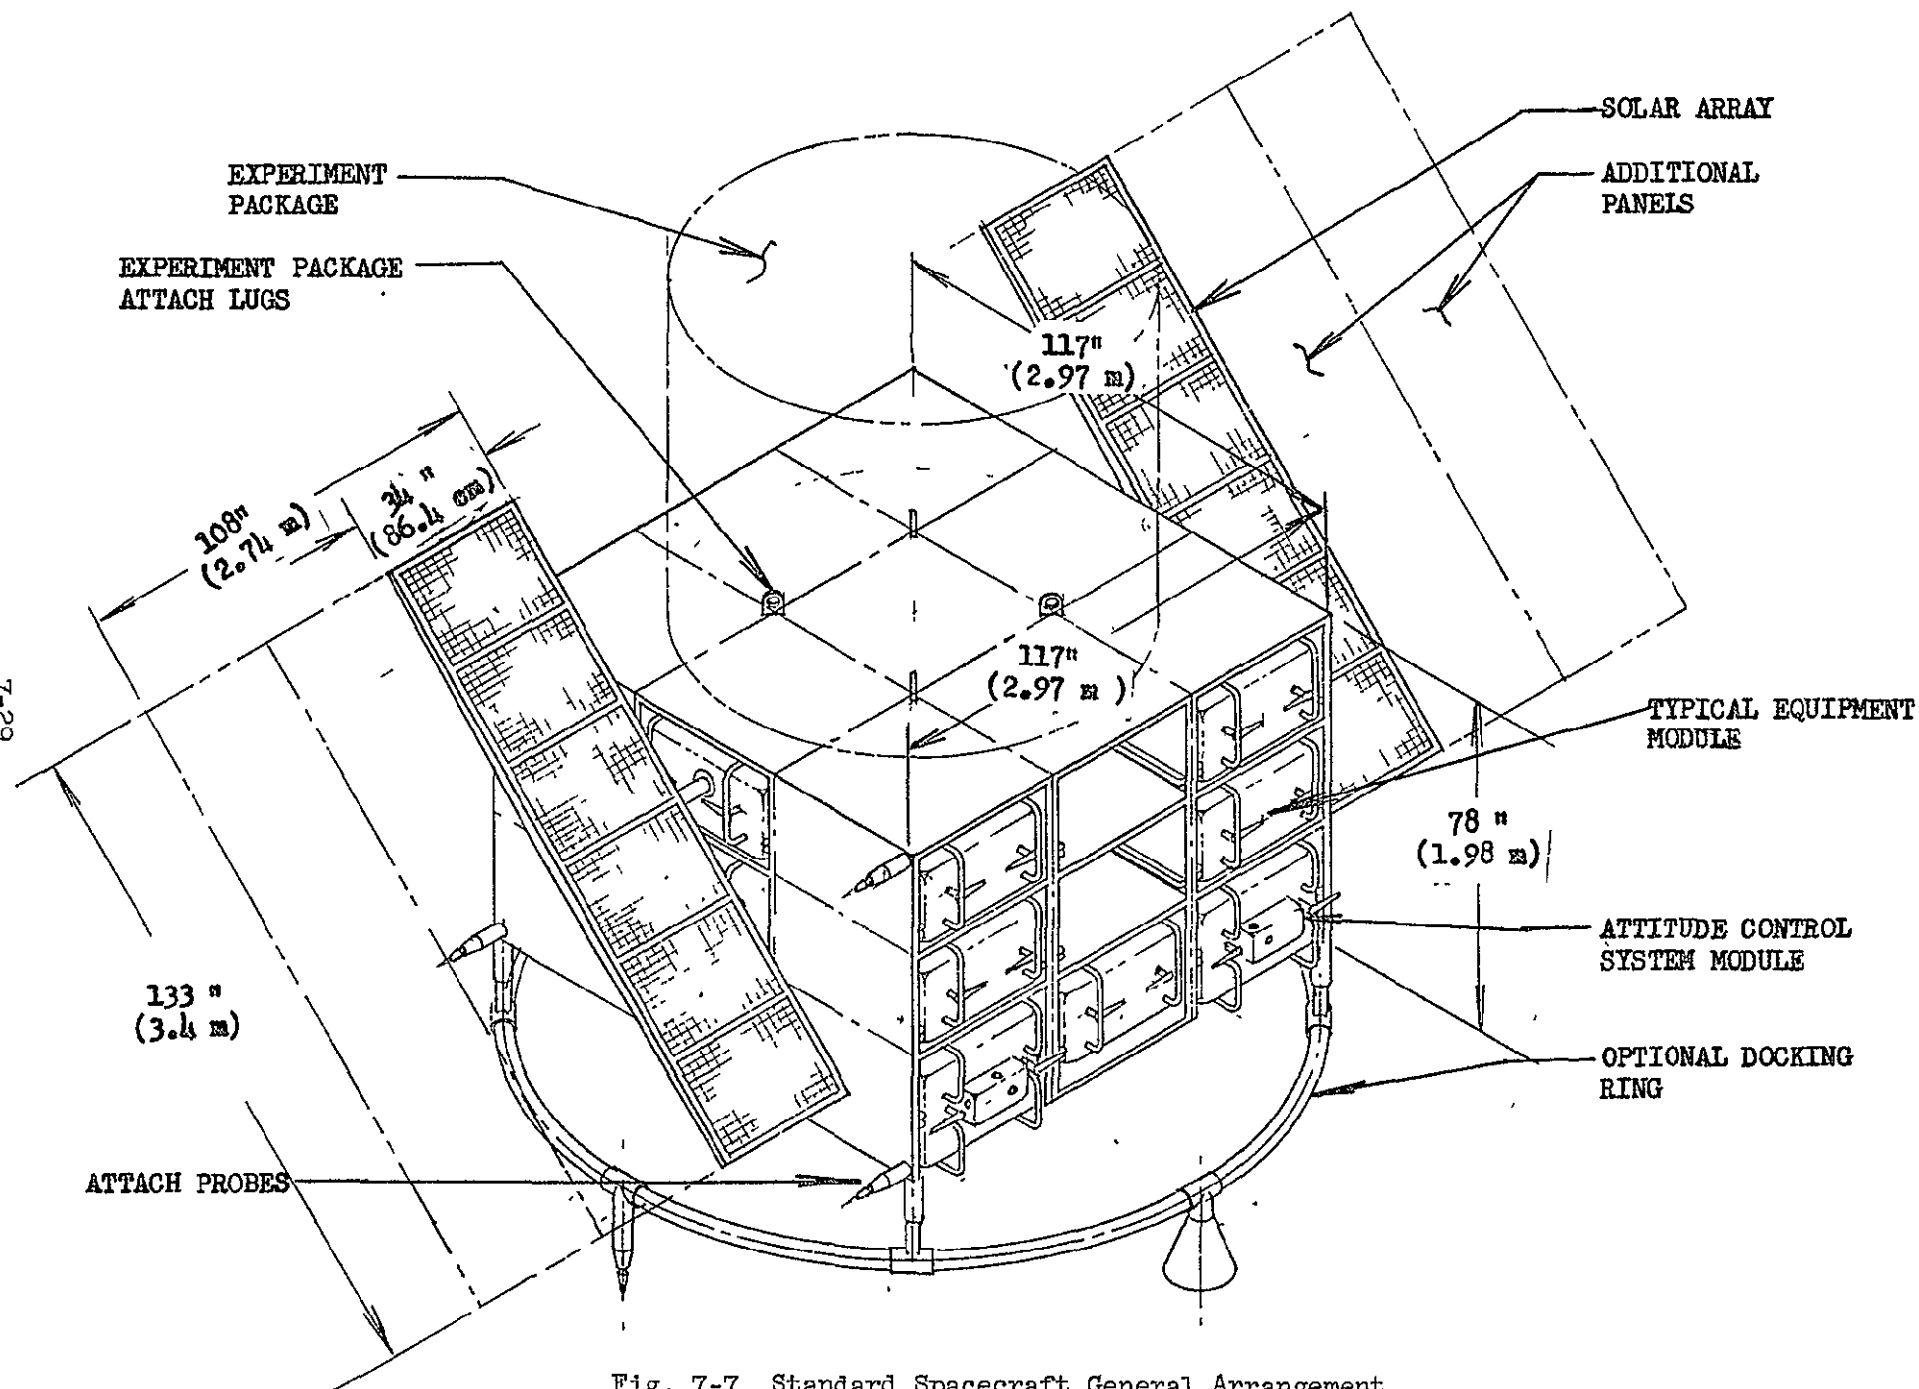 SOLAR ARRAY
ADDITIONAL
PANELS
EXPERIMENT
PACKAGE
EXPERIMENT PACKAGE
ATTACH LUGS
117"
(2.97 m)
34 "
(86.4 cm)
108"
(2.74 m)
117"
(2.97 m )
TYPICAL EQUIPMENT
MODULE
7-29
78 "
(1.98 m)
ATTITUDE CONTROL
SYSTEM MODULE
133 "
(3.4 m)
OPTIONAL DOCKING
RING
ATTACH PROBES
Fig. 7-7 Standard Spacecraft General Arrangement